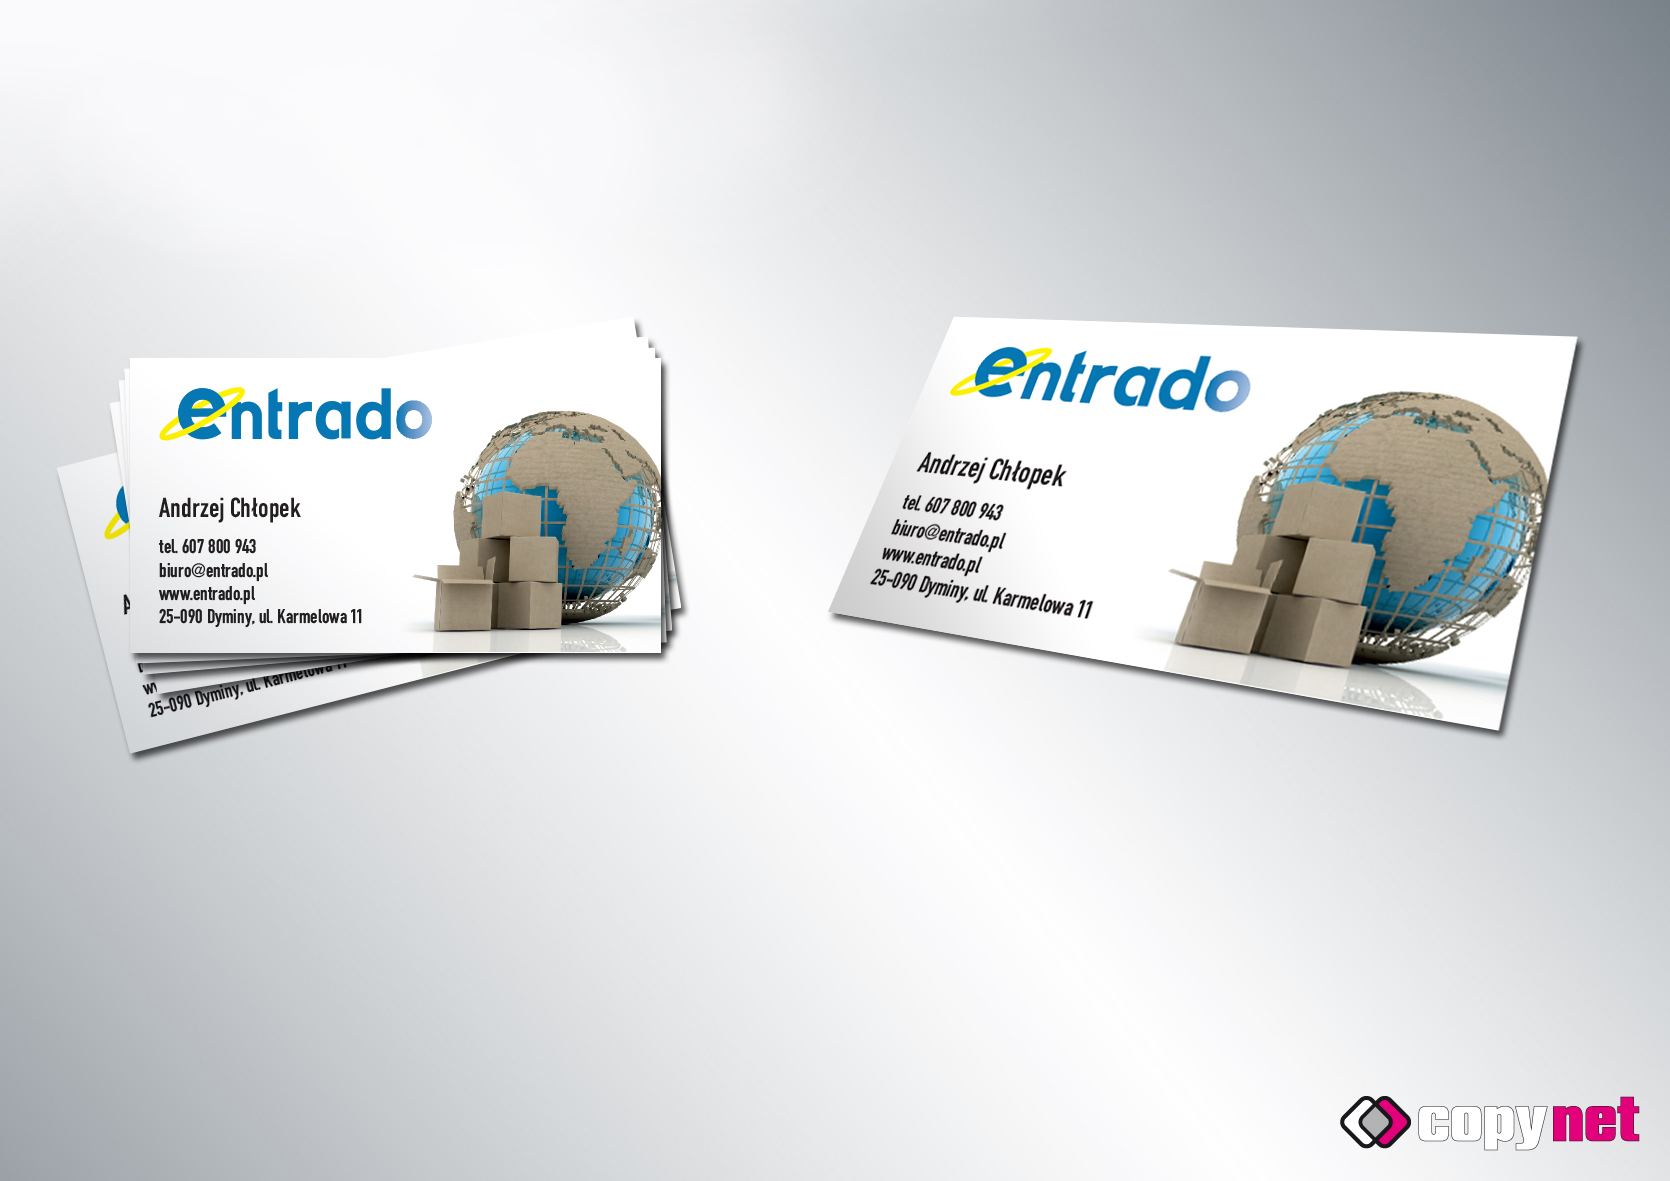 entrado
Andrzej Chłopek
tel. 607 800 943
biuro@entrado.pl
www.entrado.pl
25-090 Dyminy, ul. Karmelowa 11
25-090 Dyminy, ul. Karmelowa 11
entrado
Andrzej Chłopek
tel. 607 800 943
biuro@entrado.pl
www.entrado.pl
25-090 Dyminy, ul. Karmelowa 11
copynet